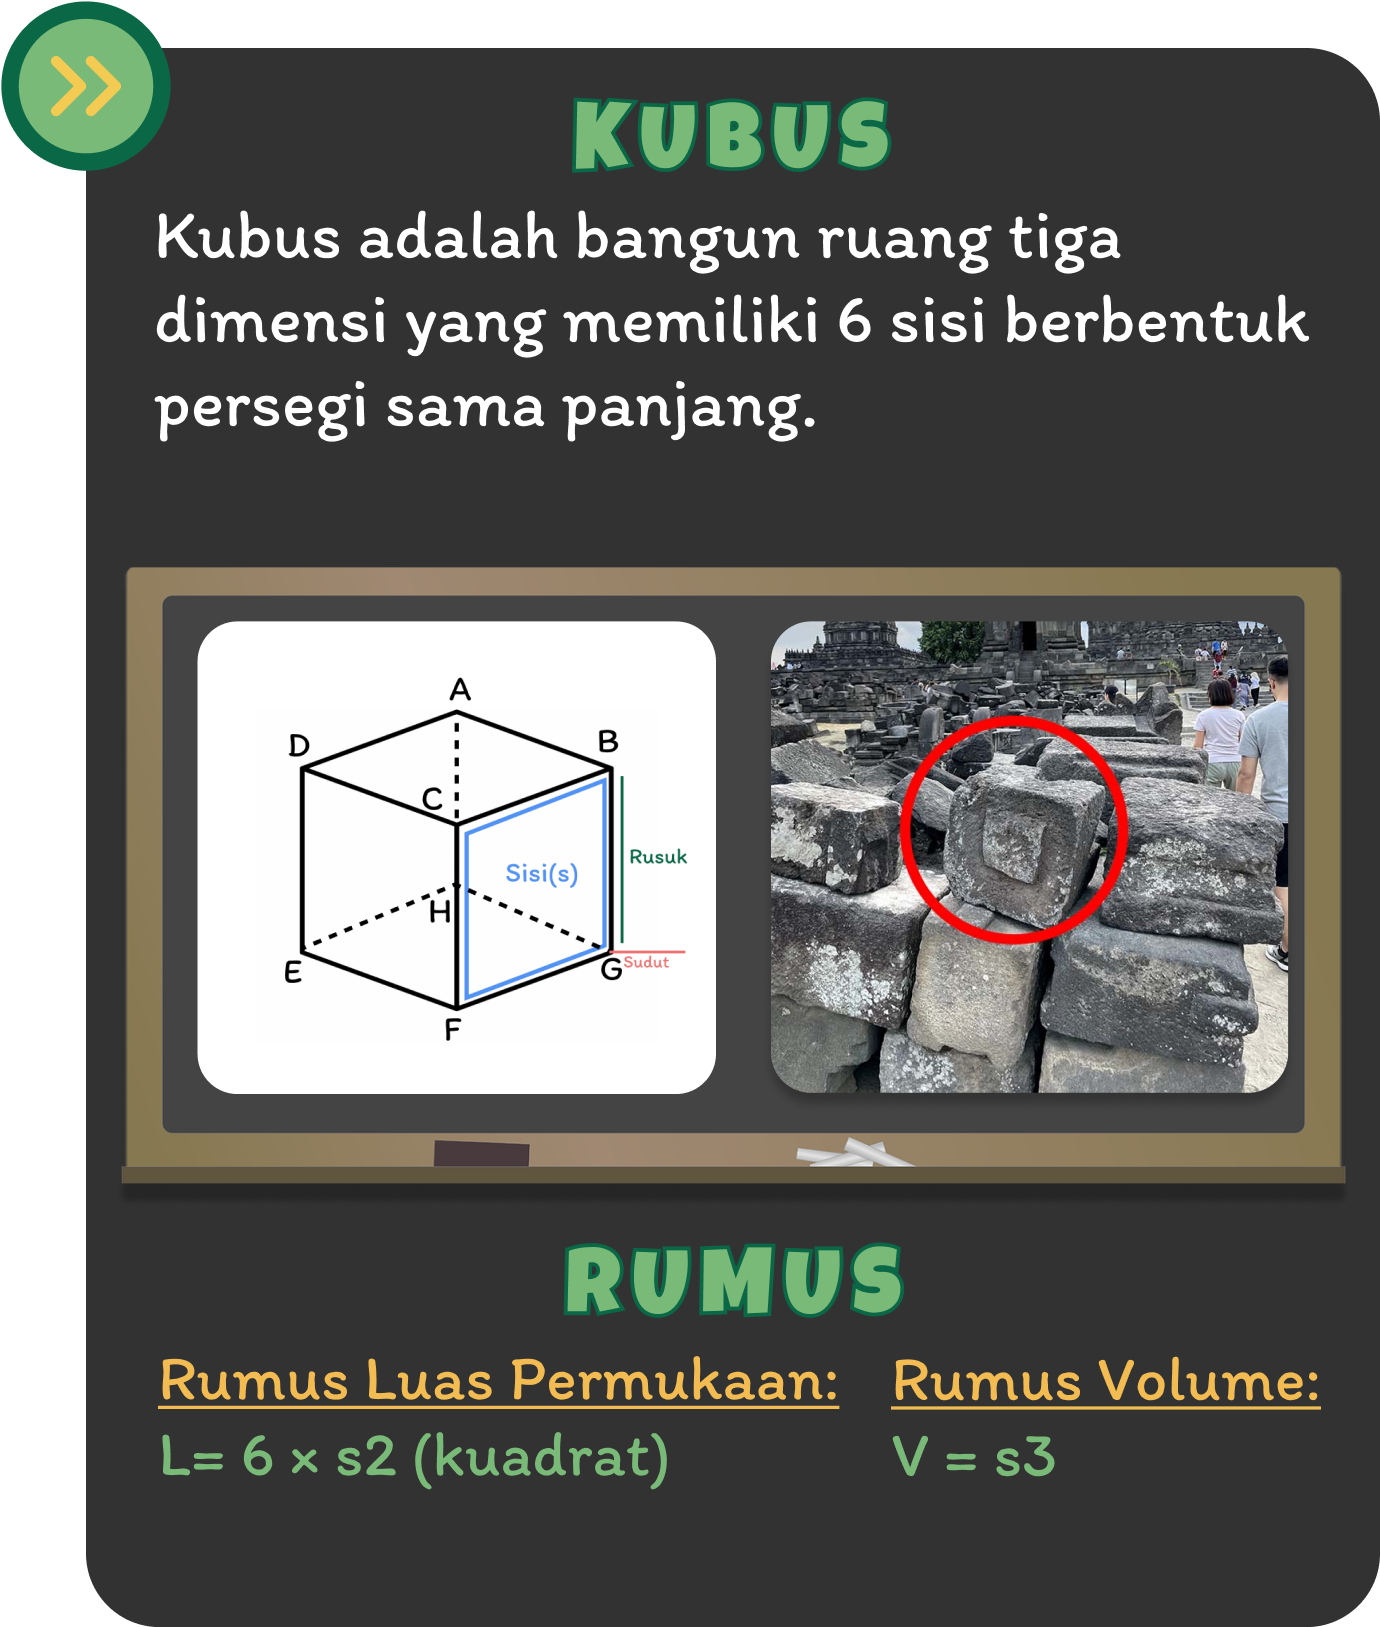 KUBUS
Kubus adalah bangun ruang tiga
dimensi yang memiliki 6 sisi berbentuk
persegi sama panjang.
A
D
B
C
Sisi(s)
Rusuk
H
E
G
Sudut
F
RUMUS
Rumus Luas Permukaan:
L= 6 × s2 (kuadrat)
Rumus Volume:
V = s3